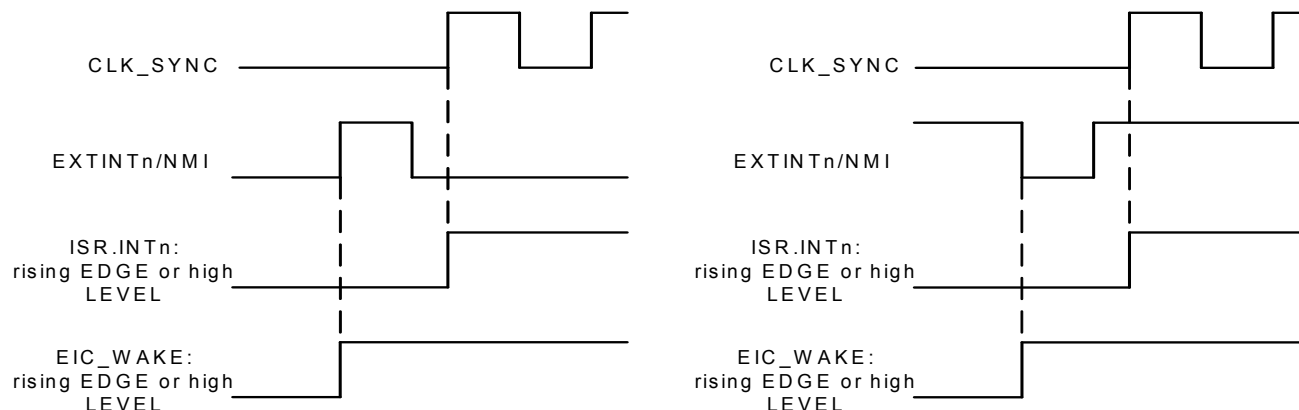 CLK_SYNC
EXTINTn/NMI
ISR.INTn:
rising EDGE or high
LEVEL
EIC_WAKE:
rising EDGE or high
LEVEL
CLK_SYNC
EXTINTn/NMI
ISR.INTn:
rising EDGE or high
LEVEL
EIC_WAKE:
rising EDGE or high
LEVEL